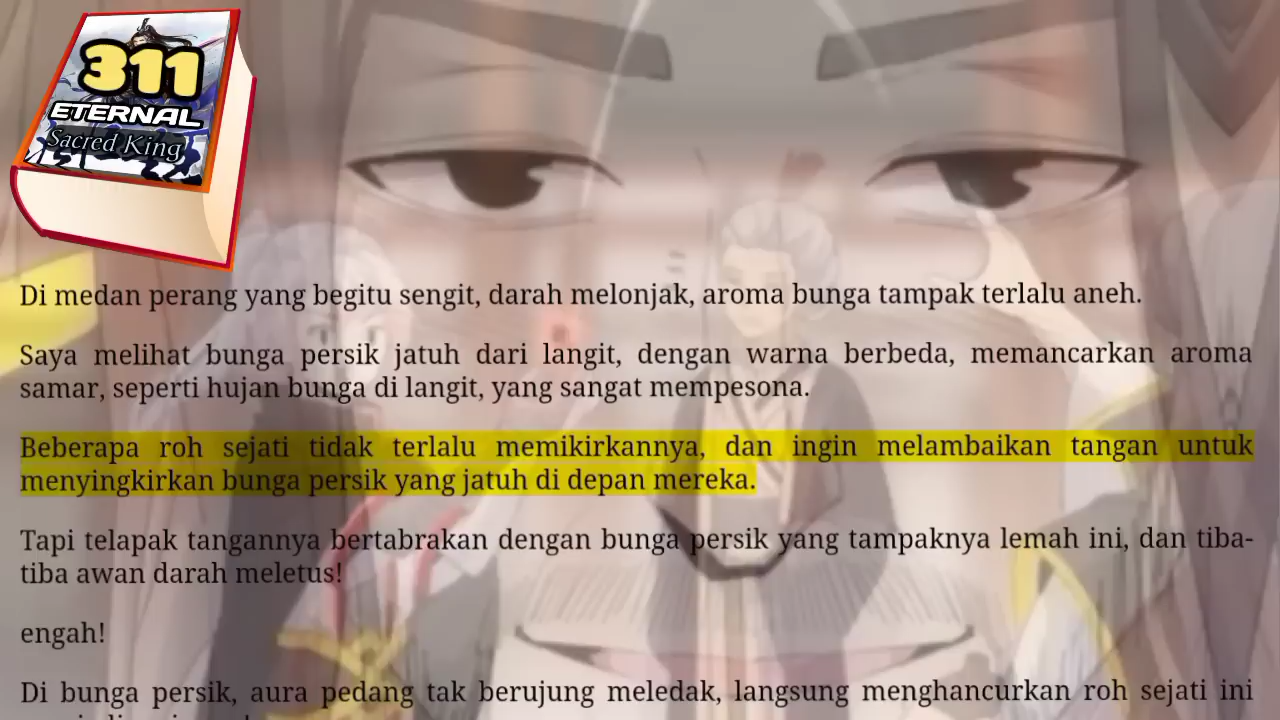 311
ETERNAL
Sacred King
Di medan perang yang begitu sengit, darah melonjak, aroma bunga tampak terlalu aneh.
Saya melihat bunga persik jatuh dari langit, dengan warna berbeda, memancarkan aroma
samar, seperti hujan bunga di langit, yang sangat mempesona.
Beberapa roh sejati tidak terlalu memikirkannya, dan ingin melambaikan tangan untuk
menyingkirkan bunga persik yang jatuh di depan mereka.
Tapi telapak tangannya bertabrakan dengan bunga persik yang tampaknya lemah ini, dan tiba-
tiba awan darah meletus!
engah!
Di bunga persik, aura pedang tak berujung meledak, langsung menghancurkan roh sejati ini